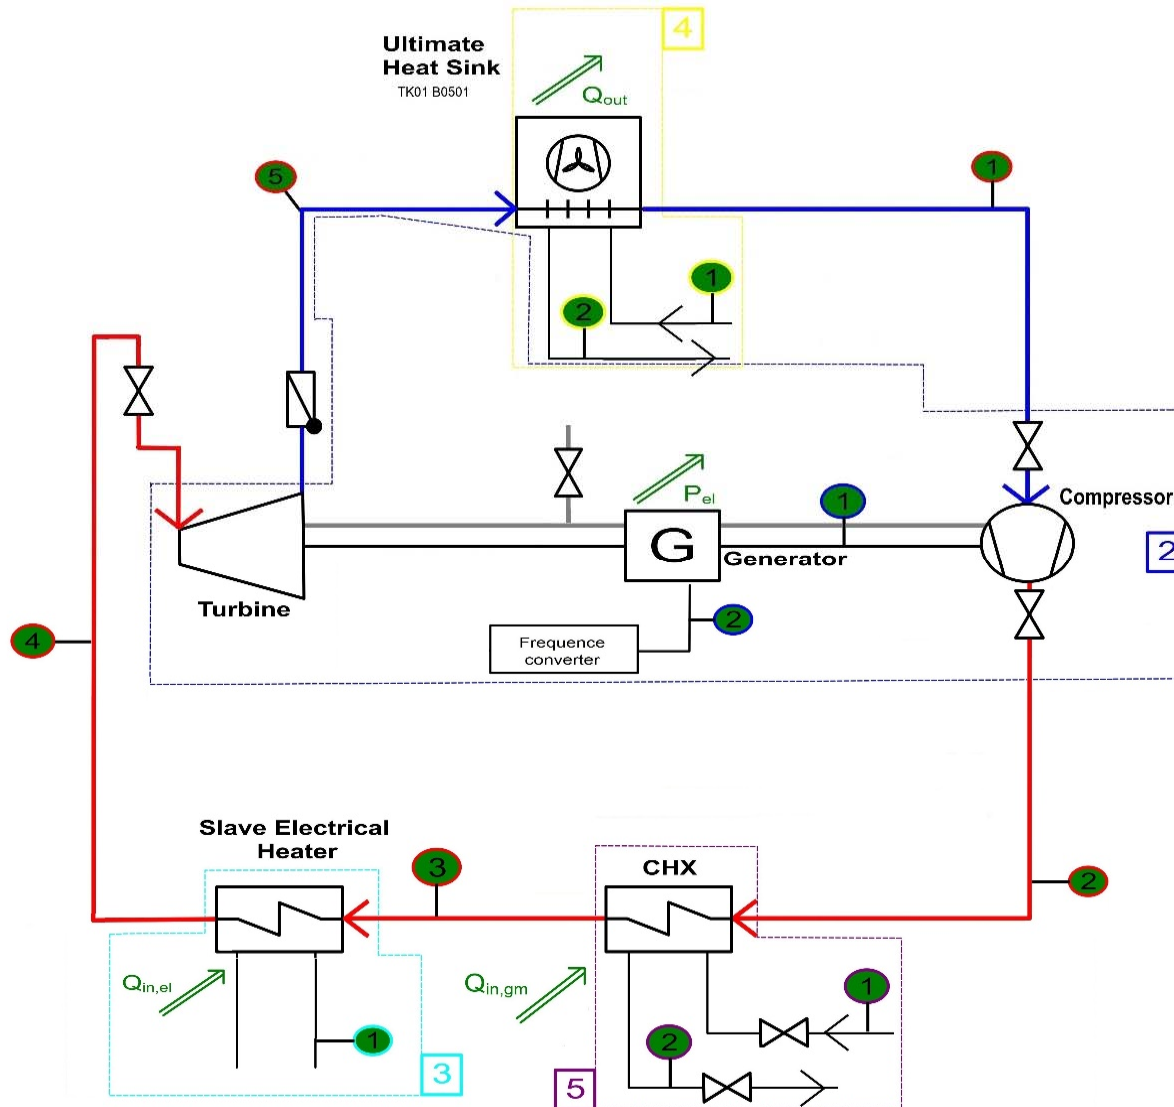 4
Ultimate
Heat Sink
TK01 B0501
Qout
5
1
1
2
Pel
1
Compressor
G
Generator
2
Turbine
2
Frequence
converter
4
Slave Electrical
Heater
CHX
3
2
Qin,el
Qin,gm
1
1
2
3
5